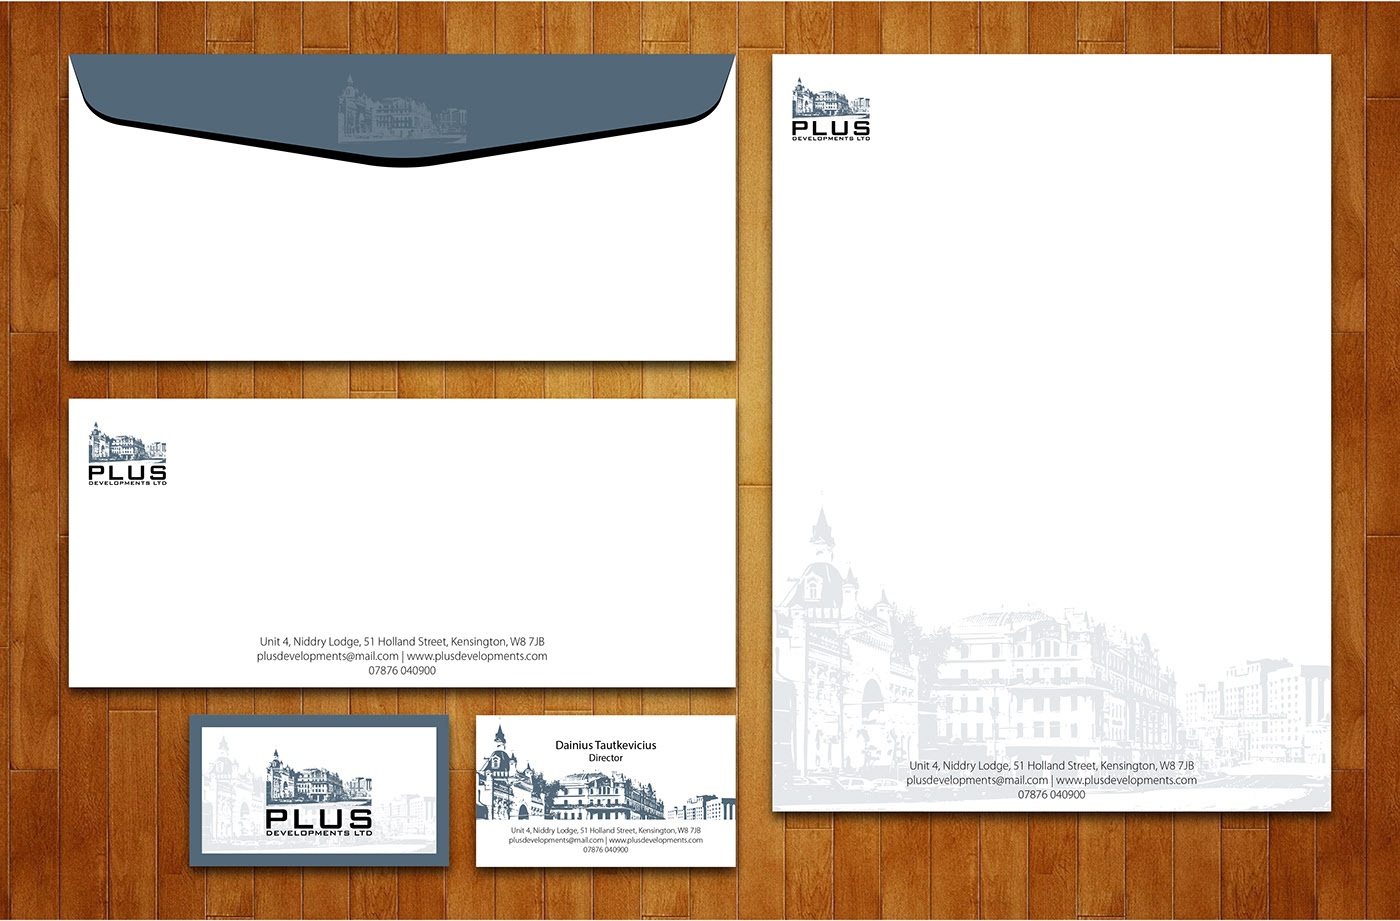 PLUS
DEVELOPMENTS LTD
Unit 4, Niddry Lodge, 51 Holland Street, Kensington, W8 7JB
plusdevelopments@mail.com | www.plusdevelopments.com
07876 040900
PLUS
DEVELOPMENTS LTD
Dainius Tautkevicius
Director
Unit 4, Niddry Lodge, 51 Holland Street, Kensington, W8 7JB
plusdevelopments@mail.com | www.plusdevelopments.com
07876 040900
PLUS
DEVELOPMENTS LTD
Unit 4, Niddry Lodge, 51 Holland Street, Kensington, W8 7JB
plusdevelopments@mail.com | www.plusdevelopments.com
07876 040900